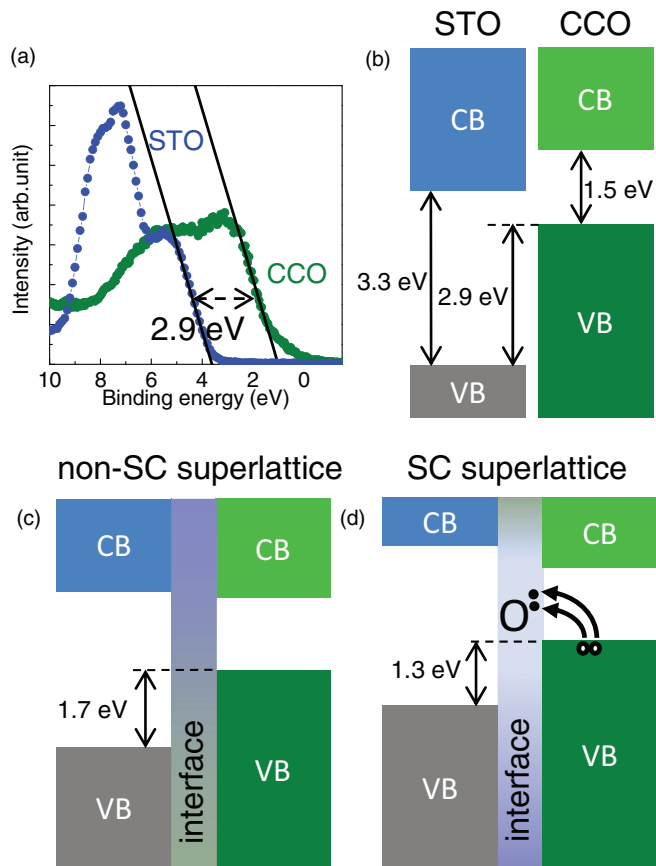 (a)
STO
CCO
2.9 eV
Intensity (arb.unit)
10 8 6 4 2 0
Binding energy (eV)
(b)
STO CCO
CB
CB
1.5 eV
3.3 eV
2.9 eV
VB
VB
non-SC superlattice
(c)
CB
CB
1.7 eV
VB
VB
interface
SC superlattice
(d)
CB
CB
O
1.3 eV
VB
VB
interface